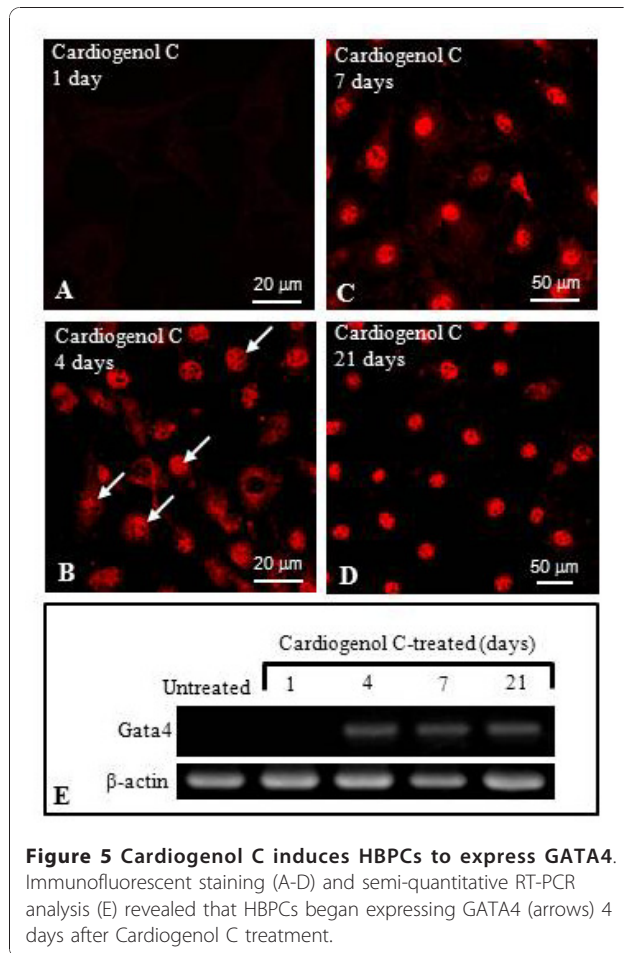 Cardiogenol C
1 day
A
20 µm
Cardiogenol C
7 days
C
50 µm
Cardiogenol C
4 days
B
20 µm
Cardiogenol C
21 days
D
50 µm
Cardiogenol C-treated (days)
Untreated 1 4 7 21
Gata4
β-actin
E
Figure 5 Cardiogenol C induces HBPCs to express GATA4.
Immunofluorescent staining (A-D) and semi-quantitative RT-PCR
analysis (E) revealed that HBPCs began expressing GATA4 (arrows) 4
days after Cardiogenol C treatment.